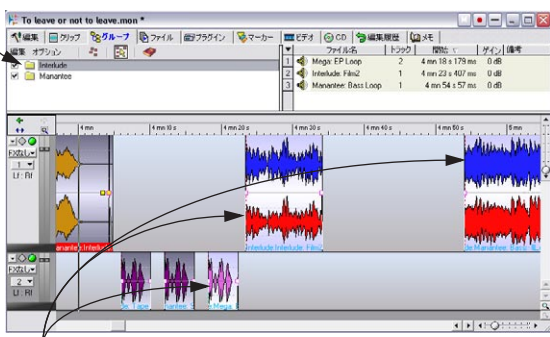 To leave or not to leave.mon *
編集 クリップ グループ ファイル プラグイン マーカー ビデオ CD 編集履歴 メモ
編集 オプション
Interlude
Manantee
ファイル名 トラック 開始 ゲイン 備考
1 Mega: EP Loop 2 4 mn 18 s 179 ms 0 dB
2 Interlude: Film2 1 4 mn 23 s 407 ms 0 dB
3 Manantee: Bass Loop 1 4 mn 54 s 57 ms 0 dB
4 mn 4 mn 10 s 4 mn 20 s 4 mn 30 s 4 mn 40 s 4 mn 50 s 5 mn
FXなし
1
Lf : Rf
Interlude: Film2
FXなし
2
Lf : Rf